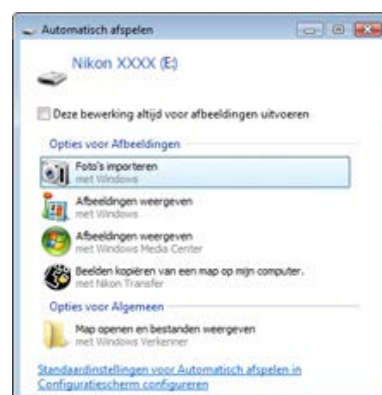 Automatisch afspelen
Nikon XXXX (E:)
Deze bewerking altijd voor afbeeldingen uitvoeren
Opties voor Afbeeldingen
Foto's importeren
met Windows
Afbeeldingen weergeven
met Windows
Afbeeldingen weergeven
met Windows Media Center
Beelden kopiëren van een map op mijn computer.
met Nikon Transfer
Opties voor Algemeen
Map openen en bestanden weergeven
met Windows Verkenner
Standaardinstellingen voor Automatisch afspelen in
Configuratiescherm configureren